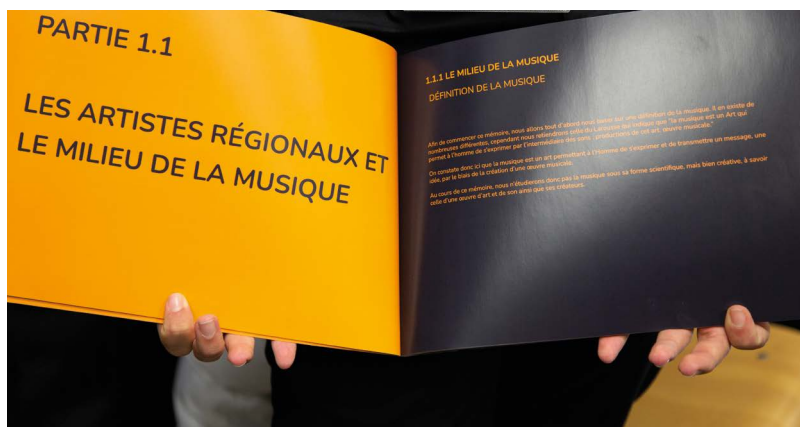 PARTIE 1.1
LES ARTISTES RÉGIONAUX ET
LE MILIEU DE LA MUSIQUE
1.1.1 LE MILIEU DE LA MUSIQUE
DÉFINITION DE LA MUSIQUE
Afin de commencer ce mémoire, nous allons tout d'abord nous baser sur une définition de la musique. Il en existe de
nombreuses différentes, cependant nous retiendrons celle du Larousse qui indique que "la musique est un Art qui
permet à l'homme de s'exprimer par l'intermédiaire des sons ; productions de cet art, œuvre musicale."
On constate donc ici que la musique est un art permettant à l'Homme de s'exprimer et de transmettre un message, une
idée, par le biais de la création d'une œuvre musicale.
Au cours de ce mémoire, nous n'étudierons donc pas la musique sous sa forme scientifique, mais bien créative, à savoir
celle d'une œuvre d'art et de son ainsi que ses créateurs.